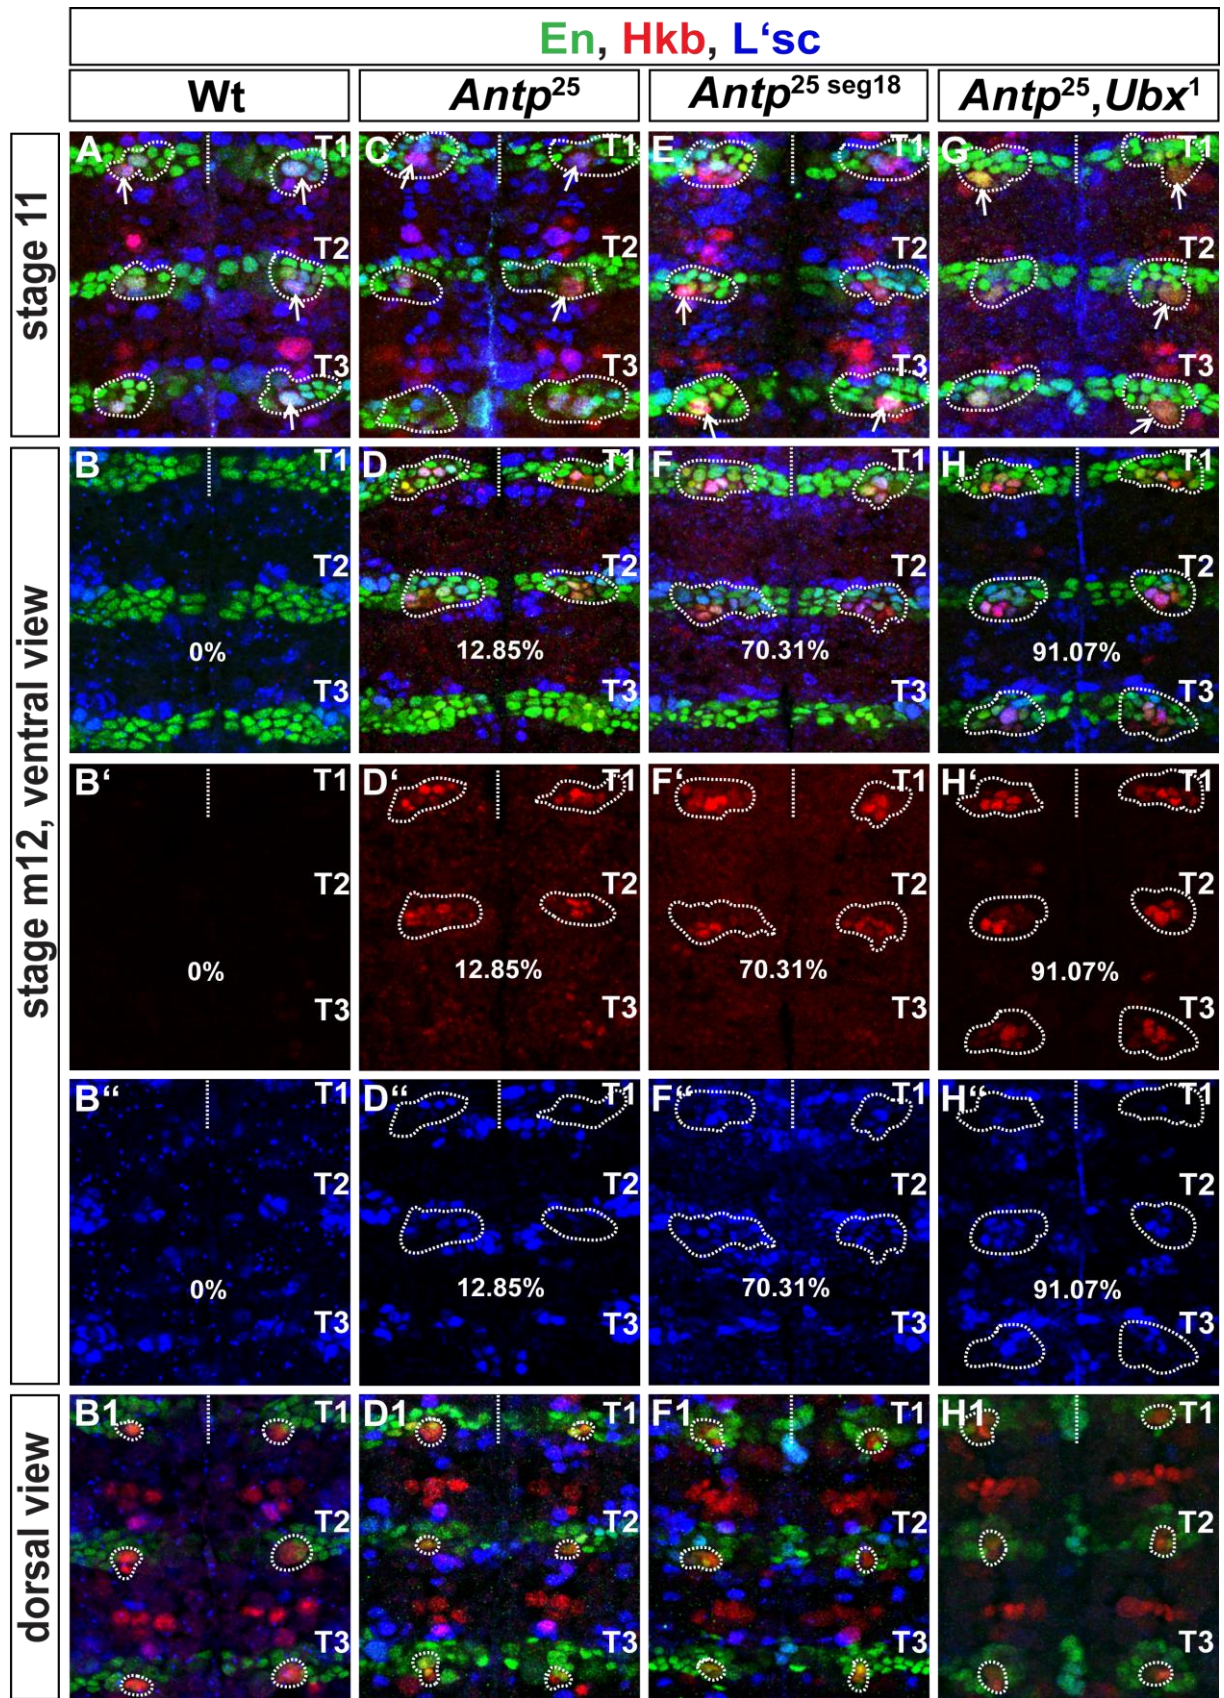 En, Hkb, L‘sc
Wt
Antp25
Antp25 seg18
Antp25,Ubx1
stage 11
A T1 T2 T3
C T1 T2 T3
E T1 T2 T3
G T1 T2 T3
stage m12, ventral view
B T1 T2 0% T3
D T1 T2 12.85% T3
F T1 T2 70.31% T3
H T1 T2 91.07% T3
B‘ T1 T2 0% T3
D‘ T1 T2 12.85% T3
F‘ T1 T2 70.31% T3
H‘ T1 T2 91.07% T3
B“ T1 T2 0% T3
D“ T1 T2 12.85% T3
F“ T1 T2 70.31% T3
H“ T1 T2 91.07% T3
dorsal view
B1 T1 T2 T3
D1 T1 T2 T3
F1 T1 T2 T3
H1 T1 T2 T3